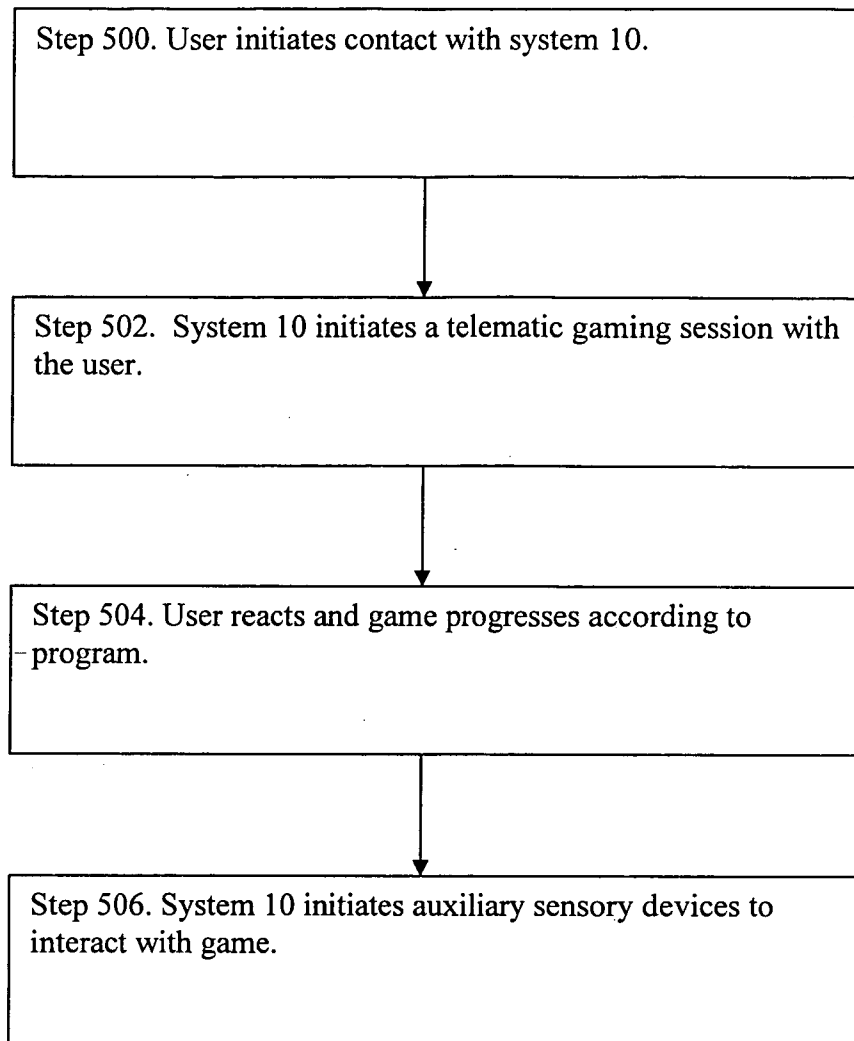 Step 500. User initiates contact with system 10.
Step 502. System 10 initiates a telematic gaming session with
the user.
Step 504. User reacts and game progresses according to
program.
Step 506. System 10 initiates auxiliary sensory devices to
interact with game.